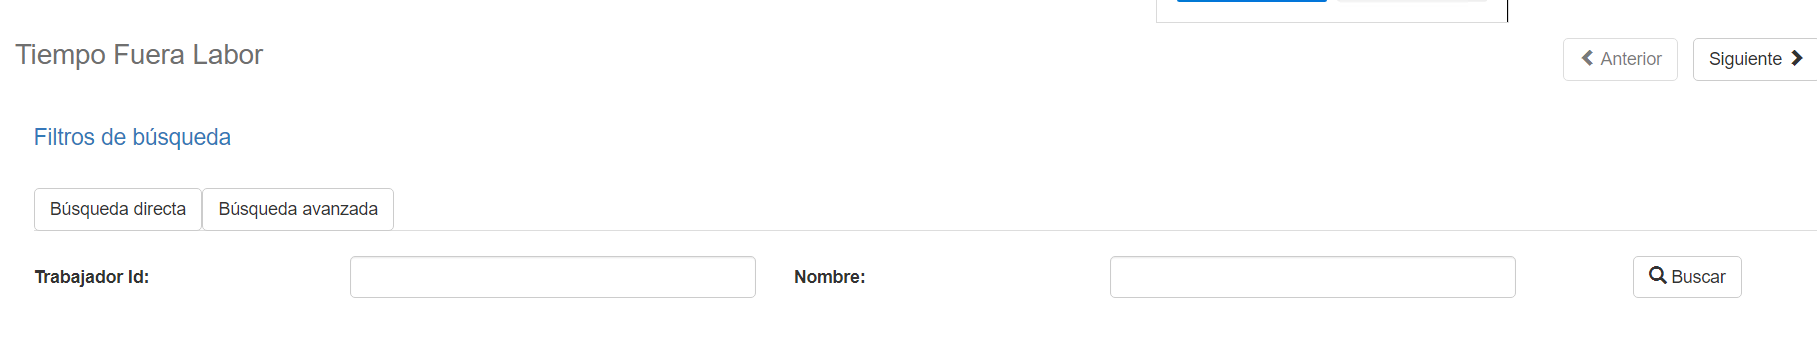 Tiempo Fuera Labor
Anterior
Siguiente
Filtros de búsqueda
Búsqueda directa
Búsqueda avanzada
Trabajador Id:
Nombre:
Buscar